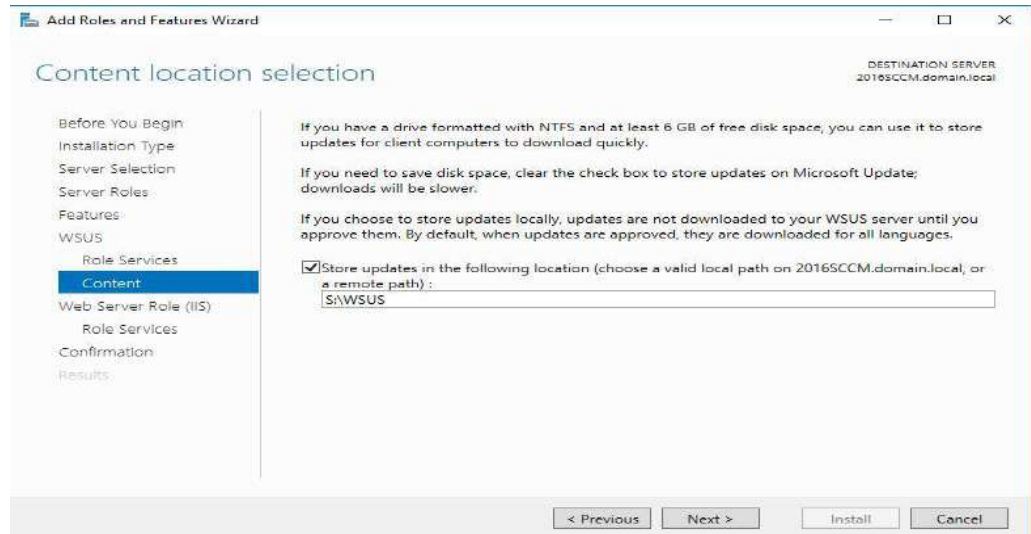 Add Roles and Features Wizard
Content location selection
DESTINATION SERVER
2016SCCM.domain.local
Before You Begin
Installation Type
Server Selection
Server Roles
Features
WSUS
Role Services
Content
Web Server Role (IIS)
Role Services
Confirmation
Results
If you have a drive formatted with NTFS and at least 6 GB of free disk space, you can use it to store
updates for client computers to download quickly.
If you need to save disk space, clear the check box to store updates on Microsoft Update;
downloads will be slower.
If you choose to store updates locally, updates are not downloaded to your WSUS server until you
approve them. By default, when updates are approved, they are downloaded for all languages.
Store updates in the following location (choose a valid local path on 2016SCCM.domain.local, or
a remote path) :
S:\WSUS
< Previous
Next >
Install
Cancel